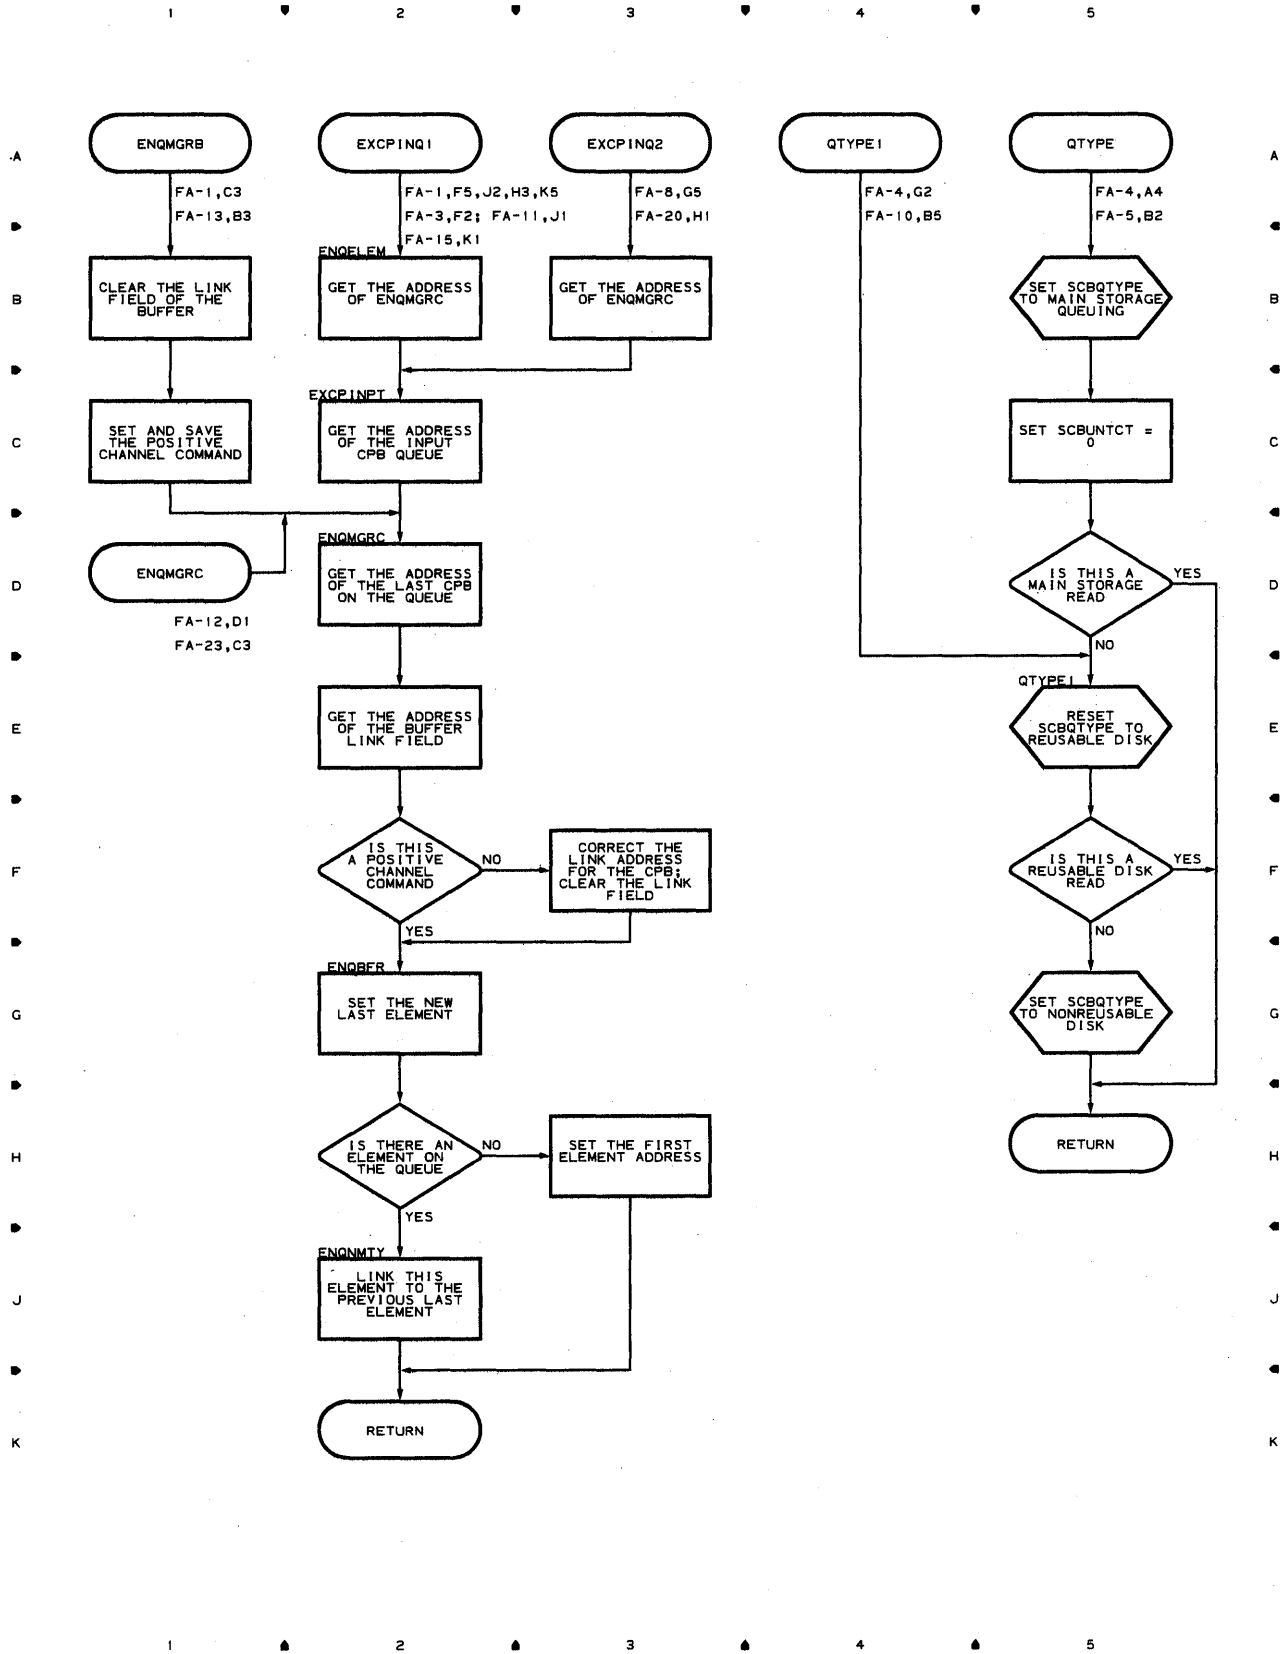 1 2 3 4 5
A A
ENQMGRB
FA-1,C3
FA-13,B3
CLEAR THE LINK
FIELD OF THE
BUFFER
SET AND SAVE
THE POSITIVE
CHANNEL COMMAND
ENQMGRC
FA-12,D1
FA-23,C3
EXCPINQ1
FA-1,F5,J2,H3,K5
FA-3,F2; FA-11,J1
FA-15,K1
ENQELEM
GET THE ADDRESS
OF ENQMGRC
EXCPINPT
GET THE ADDRESS
OF THE INPUT
CPB QUEUE
ENQMGRC
GET THE ADDRESS
OF THE LAST CPB
ON THE QUEUE
GET THE ADDRESS
OF THE BUFFER
LINK FIELD
IS THIS
A POSITIVE
CHANNEL
COMMAND
NO
YES
ENQBFR
SET THE NEW
LAST ELEMENT
IS THERE AN
ELEMENT ON
THE QUEUE
NO
YES
ENQNMTY
LINK THIS
ELEMENT TO THE
PREVIOUS LAST
ELEMENT
RETURN
EXCPINQ2
FA-8,G5
FA-20,H1
GET THE ADDRESS
OF ENQMGRC
CORRECT THE
LINK ADDRESS
FOR THE CPB;
CLEAR THE LINK
FIELD
SET THE FIRST
ELEMENT ADDRESS
QTYPE1
FA-4,G2
FA-10,B5
QTYPE
FA-4,A4
FA-5,B2
SET SCBQTYPE
TO MAIN STORAGE
QUEUING
SET SCBUNTCT =
0
IS THIS A
MAIN STORAGE
READ
YES
NO
QTYPE1
RESET
SCBQTYPE TO
REUSABLE DISK
IS THIS A
REUSABLE DISK
READ
YES
NO
SET SCBQTYPE
TO NONREUSABLE
DISK
RETURN
B B
C C
D D
E E
F F
G G
H H
J J
K K
1 2 3 4 5